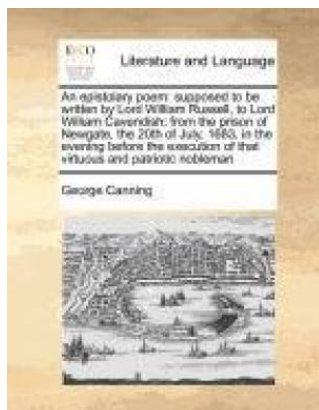 ECCO
Literature and Language
An epistolary poem: supposed to be
written by Lord William Russell, to Lord
William Cavendish; from the prison of
Newgate, the 20th of July, 1683, in the
evening before the execution of that
virtuous and patriotic nobleman
George Canning